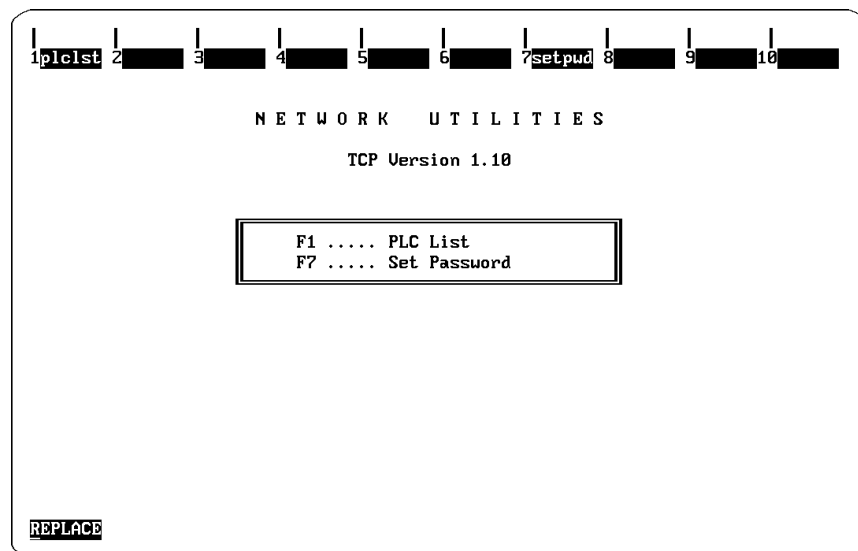 1plclst 2 3 4 5 6 7setpwd 8 9 10
N E T W O R K U T I L I T I E S
TCP Version 1.10
F1 ..... PLC List
F7 ..... Set Password
REPLACE